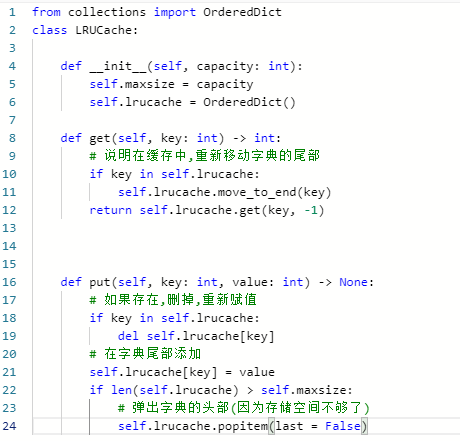 1 from collections import OrderedDict
2 class LRUCache:
3
4     def __init__(self, capacity: int):
5         self.maxsize = capacity
6         self.lrucache = OrderedDict()
7
8     def get(self, key: int) -> int:
9         # 说明在缓存中,重新移动字典的尾部
10         if key in self.lrucache:
11             self.lrucache.move_to_end(key)
12         return self.lrucache.get(key, -1)
13
14
15
16     def put(self, key: int, value: int) -> None:
17         # 如果存在,删掉,重新赋值
18         if key in self.lrucache:
19             del self.lrucache[key]
20         # 在字典尾部添加
21         self.lrucache[key] = value
22         if len(self.lrucache) > self.maxsize:
23             # 弹出字典的头部(因为存储空间不够了)
24             self.lrucache.popitem(last = False)